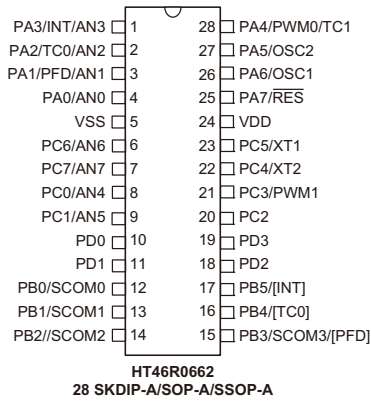 PA3/INT/AN3 1 28 PA4/PWM0/TC1
PA2/TC0/AN2 2 27 PA5/OSC2
PA1/PFD/AN1 3 26 PA6/OSC1
PA0/AN0 4 25 PA7/RES
VSS 5 24 VDD
PC6/AN6 6 23 PC5/XT1
PC7/AN7 7 22 PC4/XT2
PC0/AN4 8 21 PC3/PWM1
PC1/AN5 9 20 PC2
PD0 10 19 PD3
PD1 11 18 PD2
PB0/SCOM0 12 17 PB5/[INT]
PB1/SCOM1 13 16 PB4/[TC0]
PB2//SCOM2 14 15 PB3/SCOM3/[PFD]
HT46R0662
28 SKDIP-A/SOP-A/SSOP-A